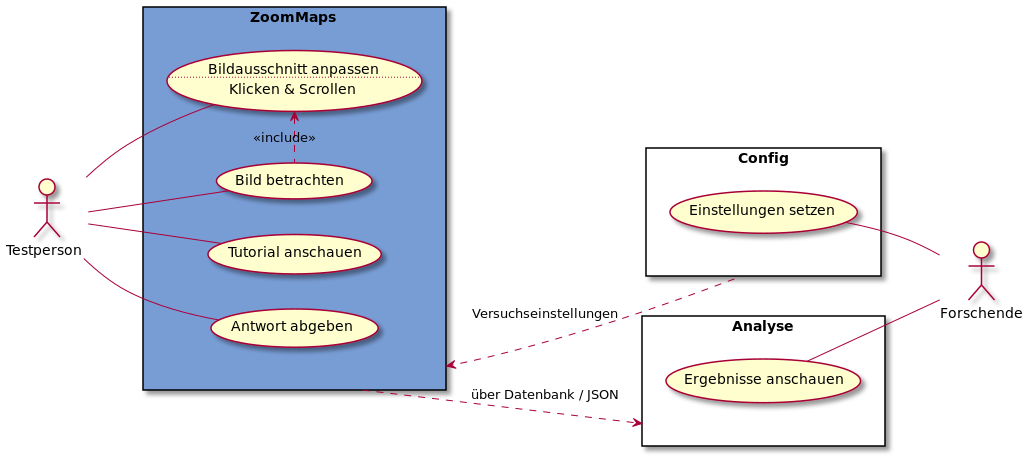 ZoomMaps
Bildausschnitt anpassen
Klicken & Scrollen
«include»
Bild betrachten
Testperson
Tutorial anschauen
Antwort abgeben
Config
Einstellungen setzen
Forschende
Versuchseinstellungen
Analyse
Ergebnisse anschauen
über Datenbank / JSON